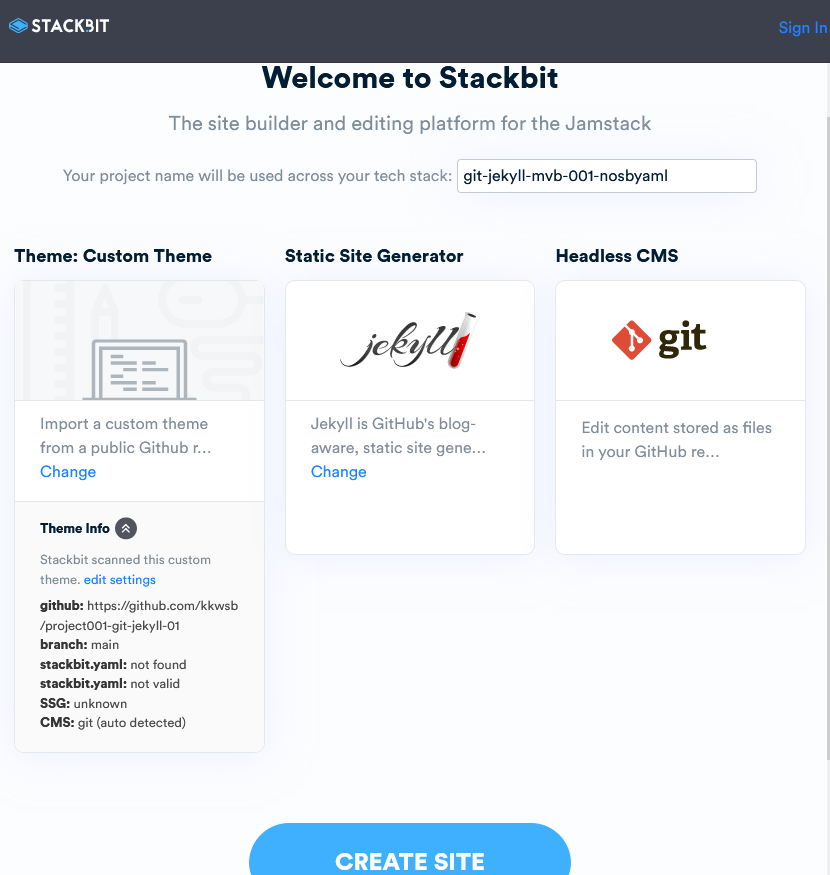 STACKBIT
Sign In
Welcome to Stackbit
The site builder and editing platform for the Jamstack
Your project name will be used across your tech stack: git-jekyll-mvb-001-nosbyaml
Theme: Custom Theme
Import a custom theme
from a public Github r...
Change
Theme Info
Stackbit scanned this custom
theme. edit settings
github: https://github.com/kkwsb
/project001-git-jekyll-01
branch: main
stackbit.yaml: not found
stackbit.yaml: not valid
SSG: unknown
CMS: git (auto detected)
Static Site Generator
jekyll
Jekyll is GitHub's blog-
aware, static site gene...
Change
Headless CMS
git
Edit content stored as files
in your GitHub re...
CREATE SITE